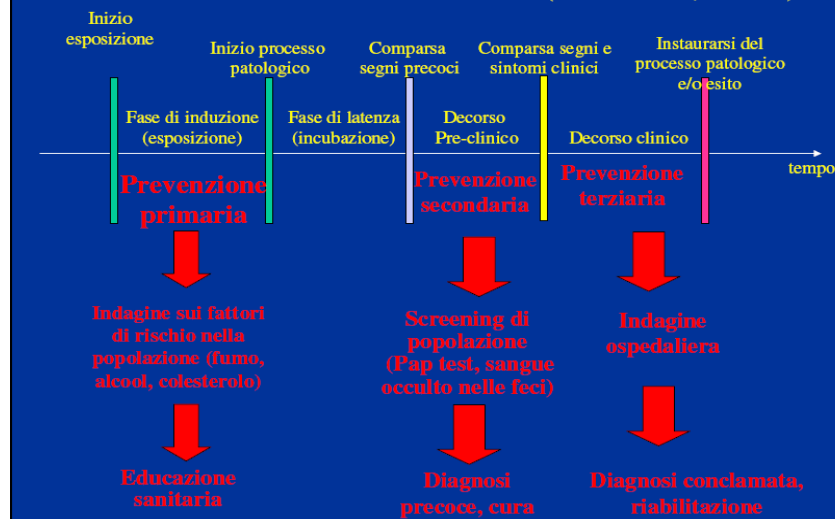 Inizio
esposizione
Inizio processo
patologico
Comparsa
segni precoci
Comparsa segni e
sintomi clinici
Instaurarsi del
processo patologico
e/o esito
Fase di induzione
(esposizione)
Fase di latenza
(incubazione)
Decorso
Pre-clinico
Decorso clinico
tempo
Prevenzione
primaria
Prevenzione
secondaria
Prevenzione
terziaria
Indagine sui fattori
di rischio nella
popolazione (fumo,
alcool, colesterolo)
Screening di
popolazione
(Pap test, sangue
occulto nelle feci)
Indagine
ospedaliera
Educazione
sanitaria
Diagnosi
precoce, cura
Diagnosi conclamata,
riabilitazione